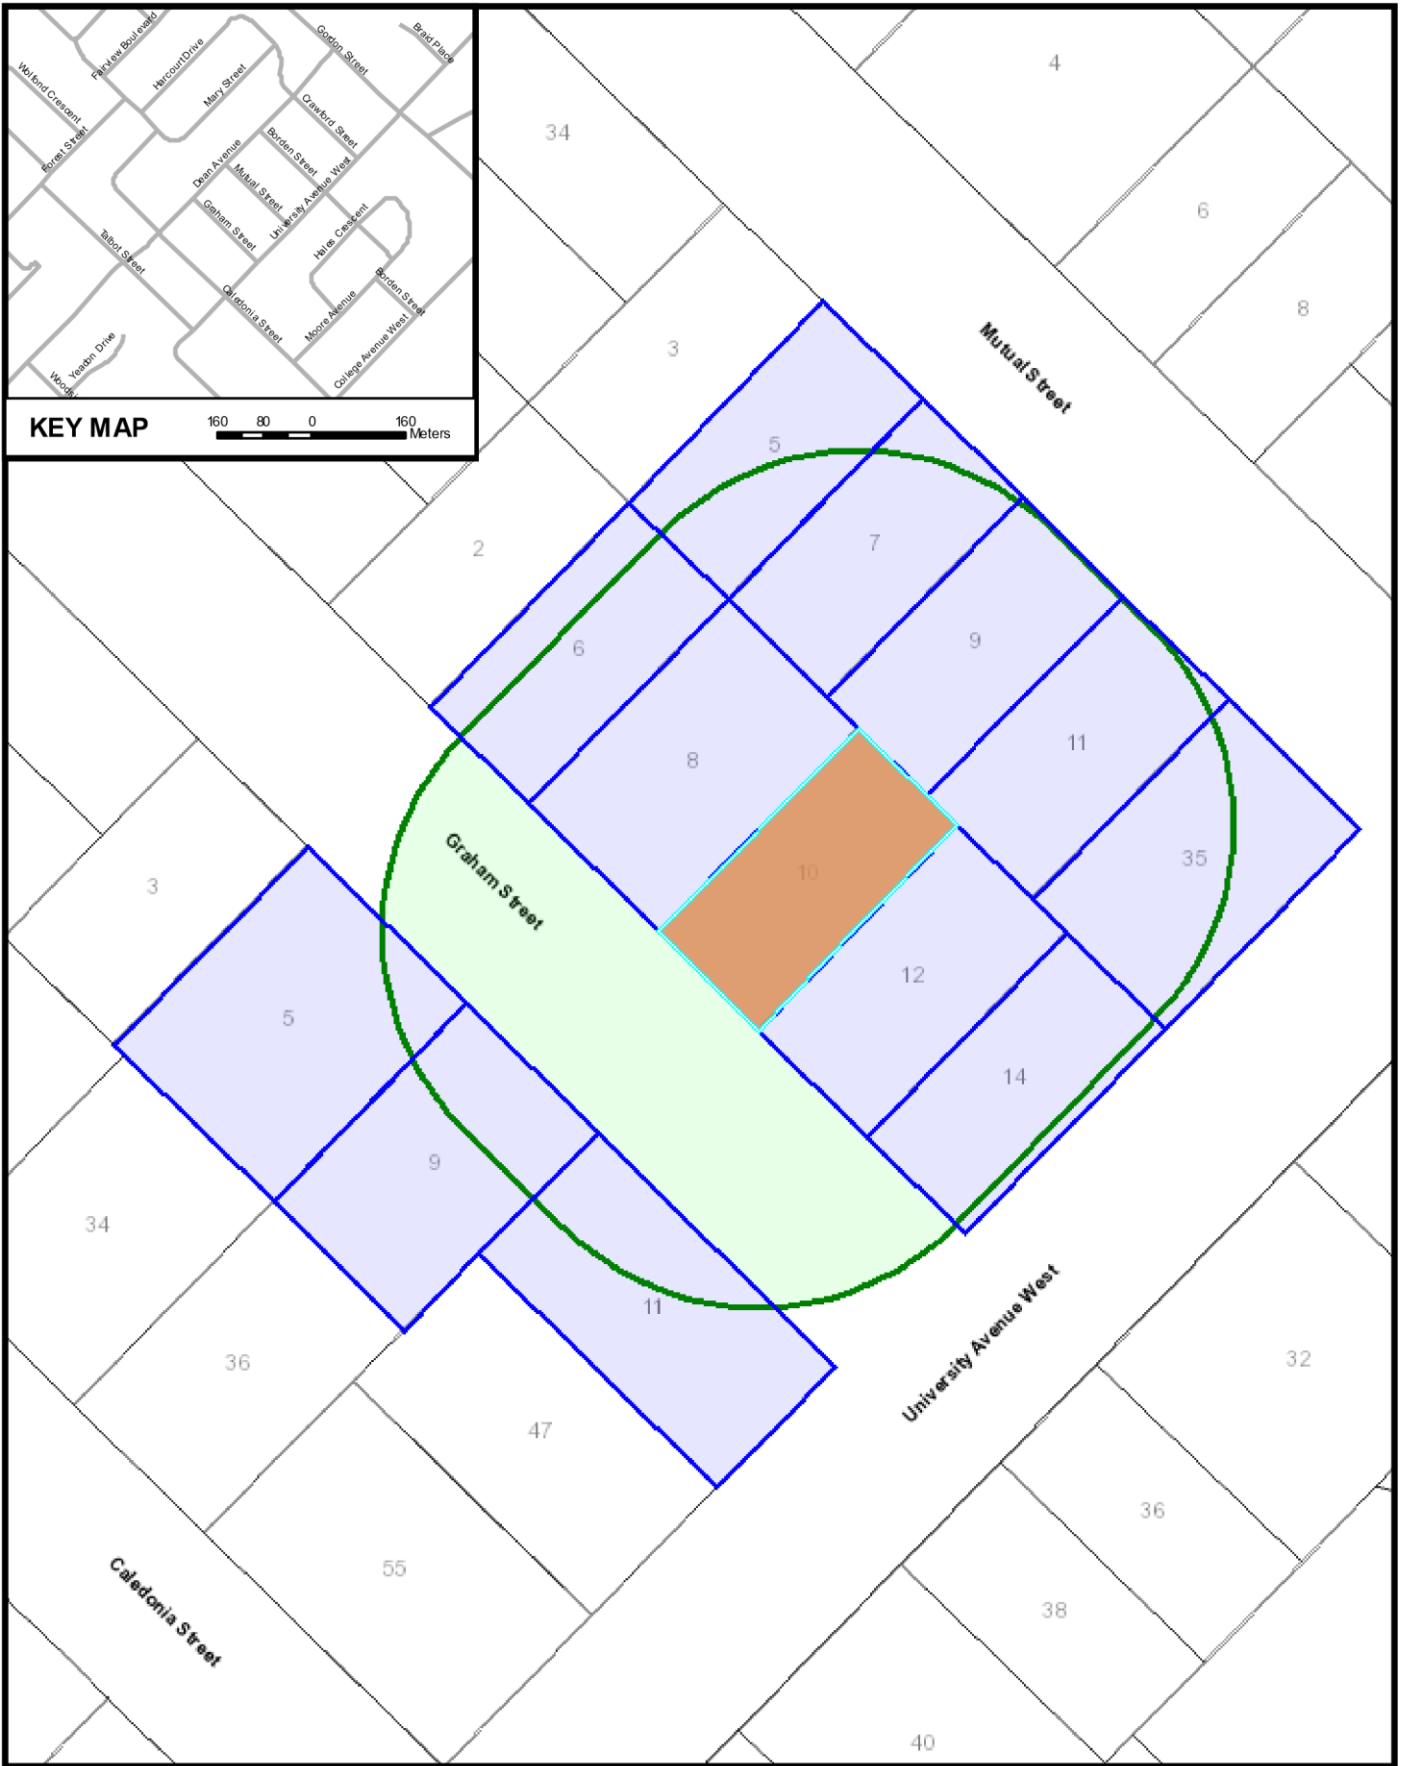 Fairview Boulevard
Harcourt Drive
Mary Street
Gordon Street
Braid Place
Wolfond Crescent
Forest Street
Crawford Street
Borden Street
Dean Avenue
Mutual Street
University Avenue West
Graham Street
Hales Crescent
Talbot Street
Caledonia Street
Moore Avenue
Borden Street
College Avenue West
Yeadon Drive
KEY MAP
160 80 0 160
Meters
4
34
6
8
3
Mutual Street
5
2
7
9
6
11
8
35
Graham Street
10
3
12
5
14
9
34
11
University Avenue West
36
32
47
36
55
38
Caledonia Street
40